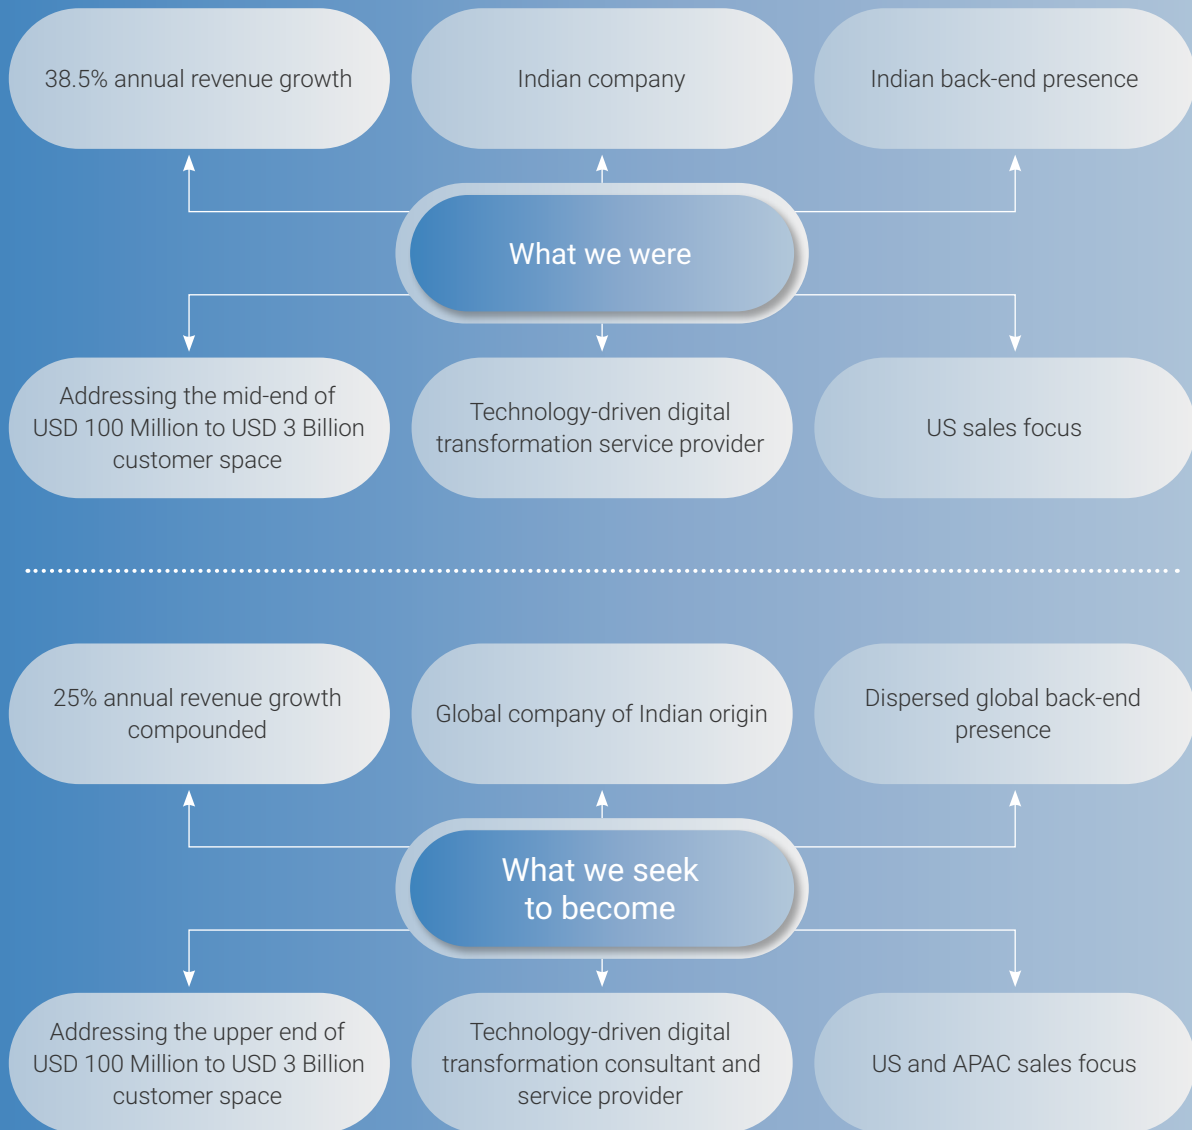 38.5% annual revenue growth
Indian company
Indian back-end presence
What we were
Addressing the mid-end of
USD 100 Million to USD 3 Billion
customer space
Technology-driven digital
transformation service provider
US sales focus
25% annual revenue growth
compounded
Global company of Indian origin
Dispersed global back-end
presence
What we seek
to become
Addressing the upper end of
USD 100 Million to USD 3 Billion
customer space
Technology-driven digital
transformation consultant and
service provider
US and APAC sales focus